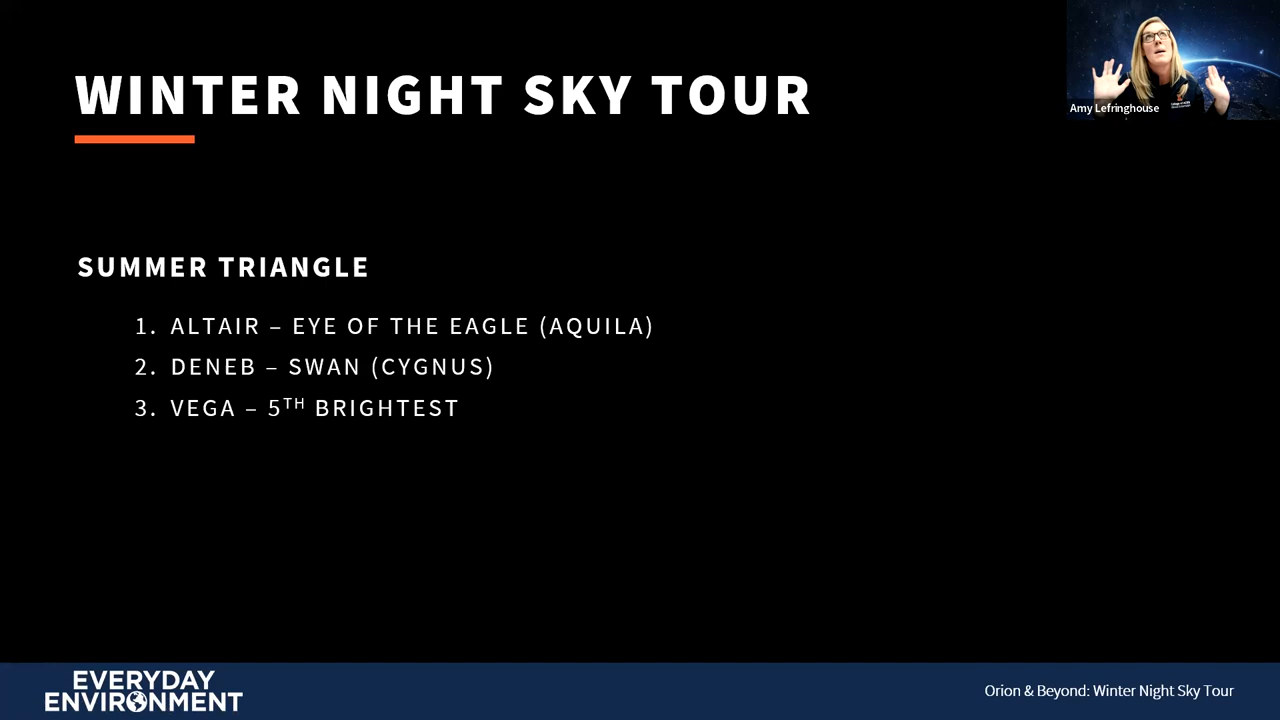 WINTER NIGHT SKY TOUR
Amy Lefringhouse
SUMMER TRIANGLE
1. ALTAIR – EYE OF THE EAGLE (AQUILA)
2. DENEB – SWAN (CYGNUS)
3. VEGA – 5TH BRIGHTEST
EVERYDAY
ENVIRONMENT
Orion & Beyond: Winter Night Sky Tour